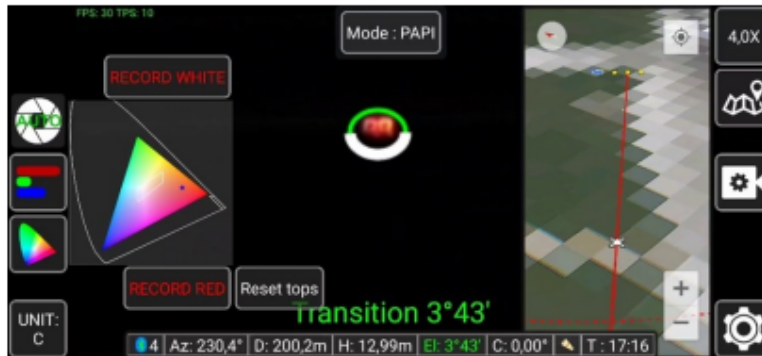 FPS: 30 TPS: 10
Mode : PAPI
4,0X
RECORD WHITE
AUTO
RECORD RED
Reset tops
Transition 3°43'
UNIT:
C
4 Az: 230,4° D: 200,2m H: 12,99m El: 3°43' C: 0,00° T : 17:16
+
−